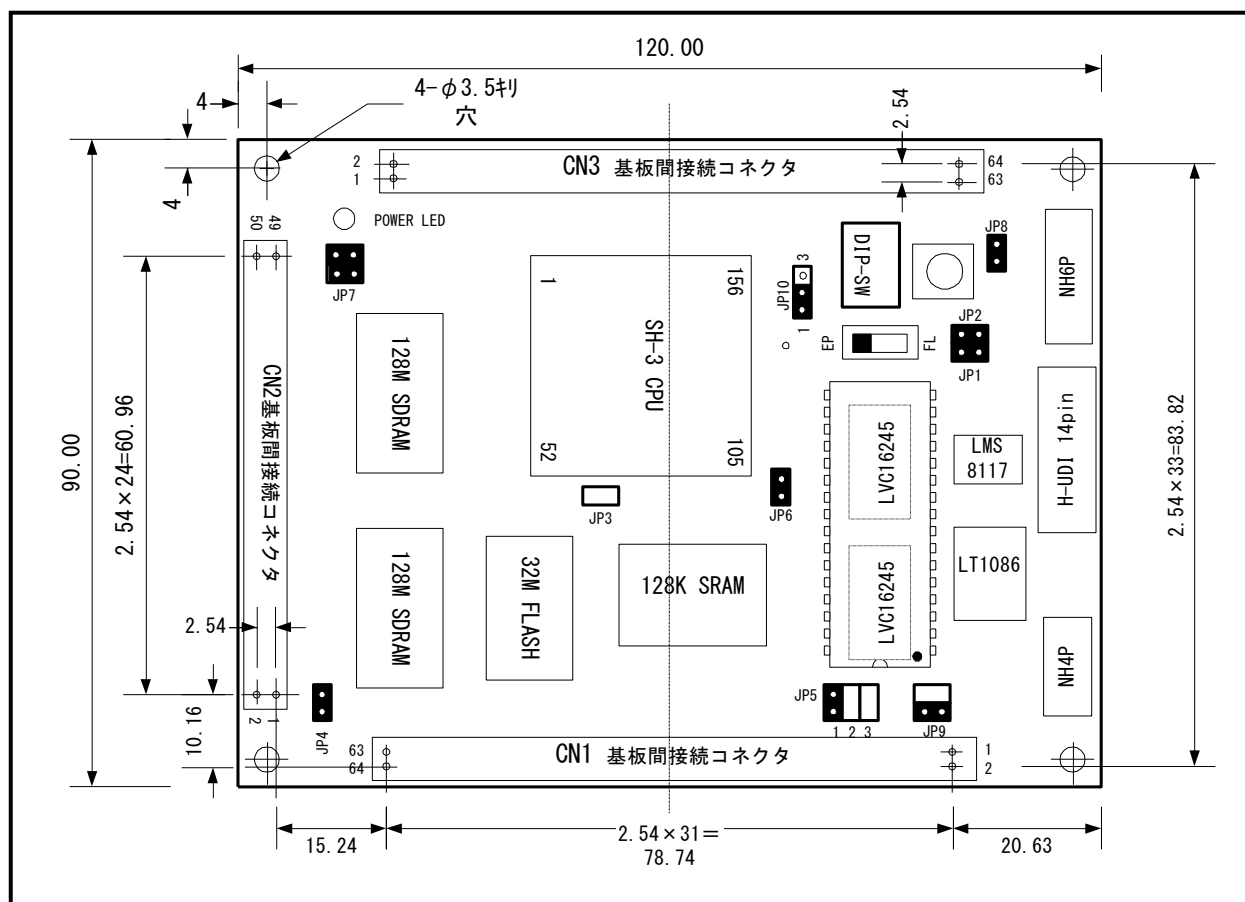 120.00
4
4-φ3.5ｷﾘ
穴
2.54
4
2
1
CN3 基板間接続コネクタ
64
63
50
49
POWER LED
JP7
1
156
SH-3 CPU
52
105
3
JP10
1
DIP-SW
JP8
NH6P
EP
FL
JP2
JP1
90.00
2.54×24=60.96
CN2基板間接続コネクタ
128M SDRAM
LVC16245
LMS
8117
H-UDI 14pin
2.54×33=83.82
JP3
JP6
128M SDRAM
32M FLASH
128K SRAM
LVC16245
LT1086
2.54
NH4P
10.16
2
1
JP4
JP5
1 2 3
JP9
63
64
CN1 基板間接続コネクタ
1
2
15.24
2.54×31＝
78.74
20.63